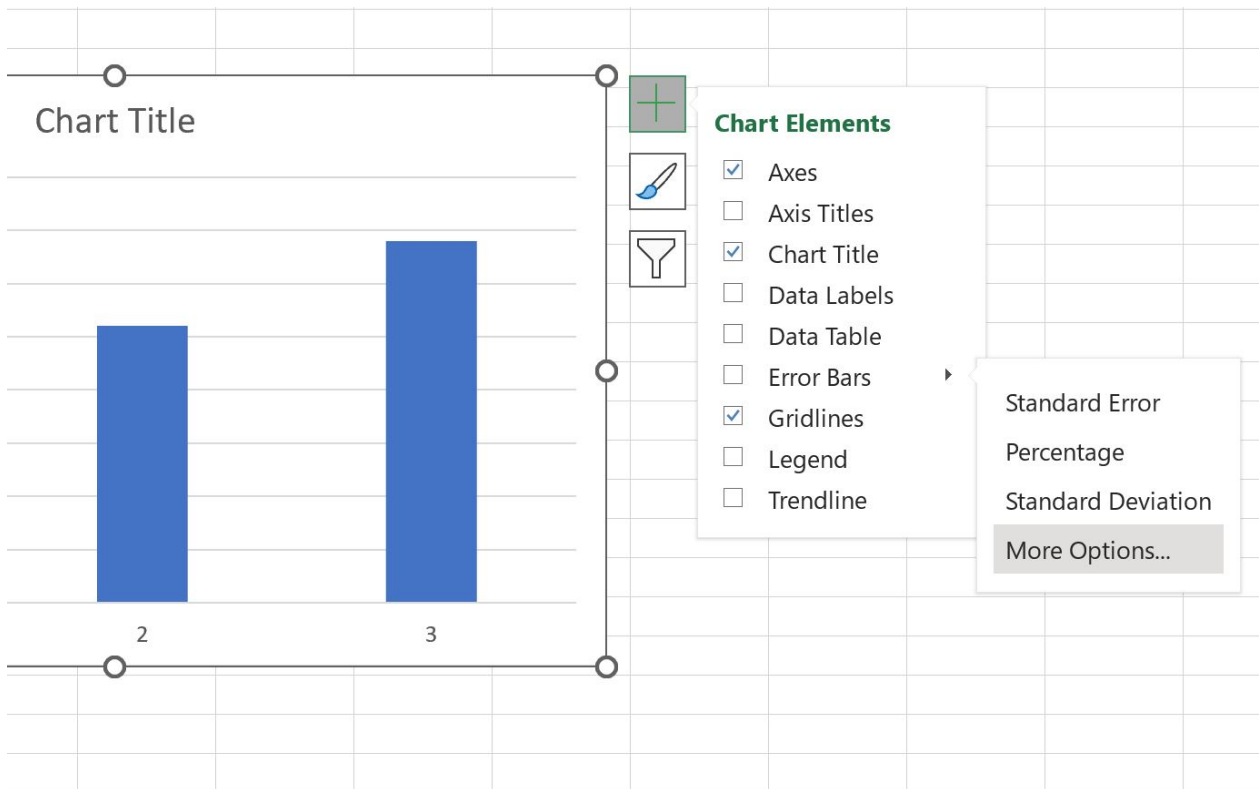 Chart Title
2
3
Chart Elements
Axes
Axis Titles
Chart Title
Data Labels
Data Table
Error Bars
Gridlines
Legend
Trendline
Standard Error
Percentage
Standard Deviation
More Options...